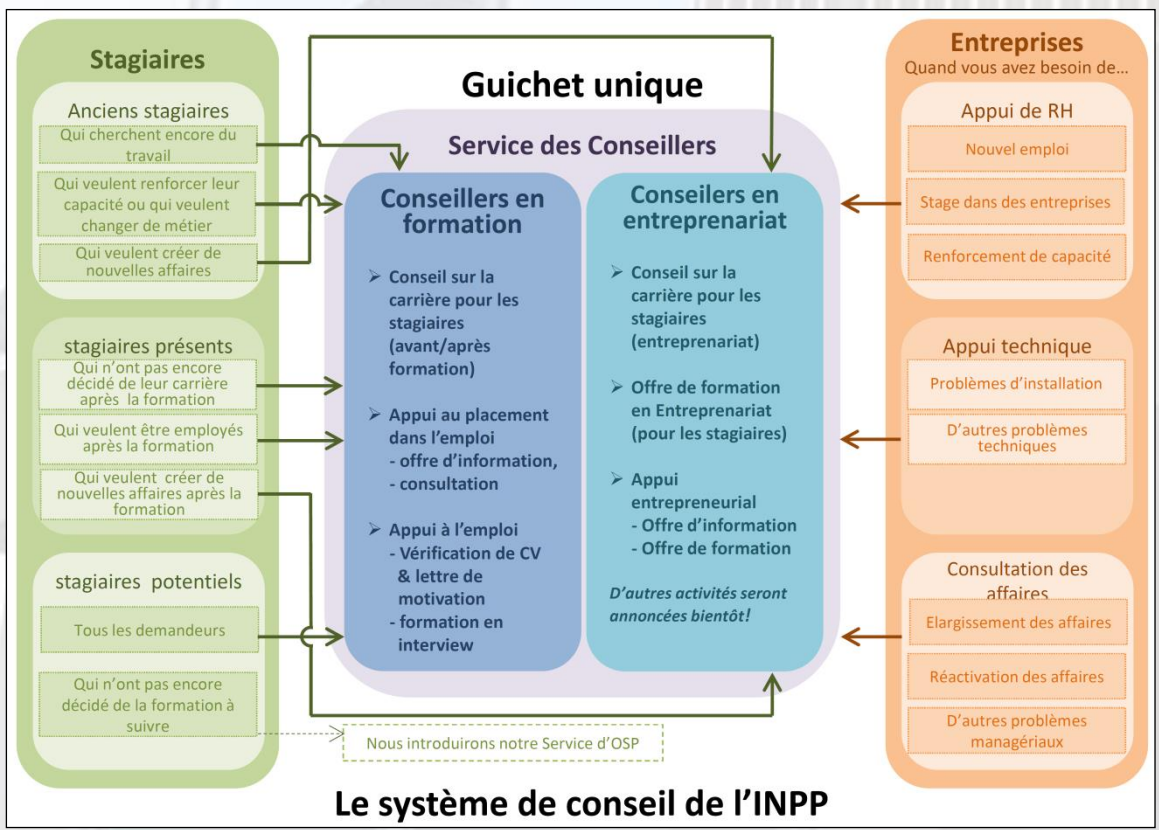 Stagiaires
Anciens stagiaires
Qui cherchent encore du
travail
Qui veulent renforcer leur
capacité ou qui veulent
changer de métier
Qui veulent créer de
nouvelles affaires
stagiaires présents
Qui n'ont pas encore
décidé de leur carrière
après la formation
Qui veulent être employés
après la formation
Qui veulent créer de
nouvelles affaires après la
formation
stagiaires potentiels
Tous les demandeurs
Qui n'ont pas encore
décidé de la formation à
suivre
Nous introduirons notre Service d'OSP
Guichet unique
Service des Conseillers
Conseillers en
formation
➢ Conseil sur la
carrière pour les
stagiaires
(avant/après
formation)
➢ Appui au placement
dans l'emploi
- offre d'information,
- consultation
➢ Appui à l'emploi
- Vérification de CV
& lettre de
motivation
- formation en
interview
Conseilers en
entreprenariat
➢ Conseil sur la
carrière pour les
stagiaires
(entreprenariat)
➢ Offre de formation
en Entreprenariat
(pour les stagiaires)
➢ Appui
entrepreneurial
- Offre d'information
- Offre de formation
D'autres activités seront
annoncées bientôt!
Entreprises
Quand vous avez besoin de…
Appui de RH
Nouvel emploi
Stage dans des entreprises
Renforcement de capacité
Appui technique
Problèmes d'installation
D'autres problèmes
techniques
Consultation des
affaires
Elargissement des affaires
Réactivation des affaires
D'autres problèmes
managériaux
Le système de conseil de l'INPP